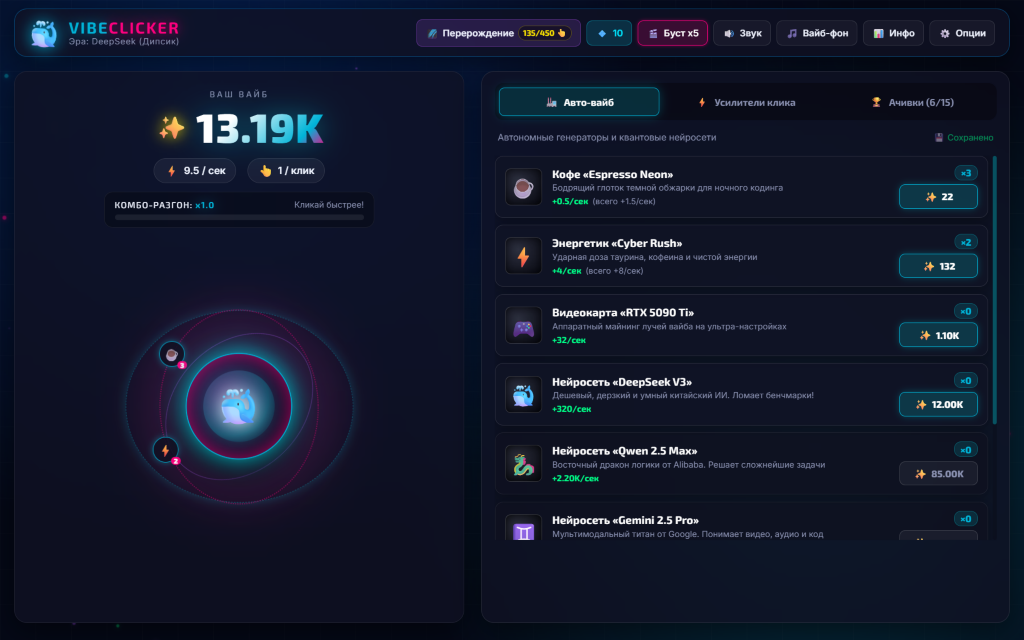 VIBECLICKER
Эра: DeepSeek (Дипсик)
Перерождение 135/450
10
Буст x5
Звук
Вайб-фон
Инфо
Опции
ВАШ ВАЙБ
13.19K
9.5 / сек
1 / клик
КОМБО-РАЗГОН: x1.0
Кликай быстрее!
3
2
Авто-вайб
Усилители клика
Ачивки (6/15)
Автономные генераторы и квантовые нейросети
Сохранено
Кофе «Espresso Neon»
x3
Бодрящий глоток темной обжарки для ночного кодинга
+0.5/сек (всего +1.5/сек)
22
Энергетик «Cyber Rush»
x2
Ударная доза таурина, кофеина и чистой энергии
+4/сек (всего +8/сек)
132
Видеокарта «RTX 5090 Ti»
x0
Аппаратный майнинг лучей вайба на ультра-настройках
+32/сек
1.10K
Нейросеть «DeepSeek V3»
x0
Дешевый, дерзкий и умный китайский ИИ. Ломает бенчмарки!
+320/сек
12.00K
Нейросеть «Qwen 2.5 Max»
x0
Восточный дракон логики от Alibaba. Решает сложнейшие задачи
+2.20K/сек
85.00K
Нейросеть «Gemini 2.5 Pro»
x0
Мультимодальный титан от Google. Понимает видео, аудио и код